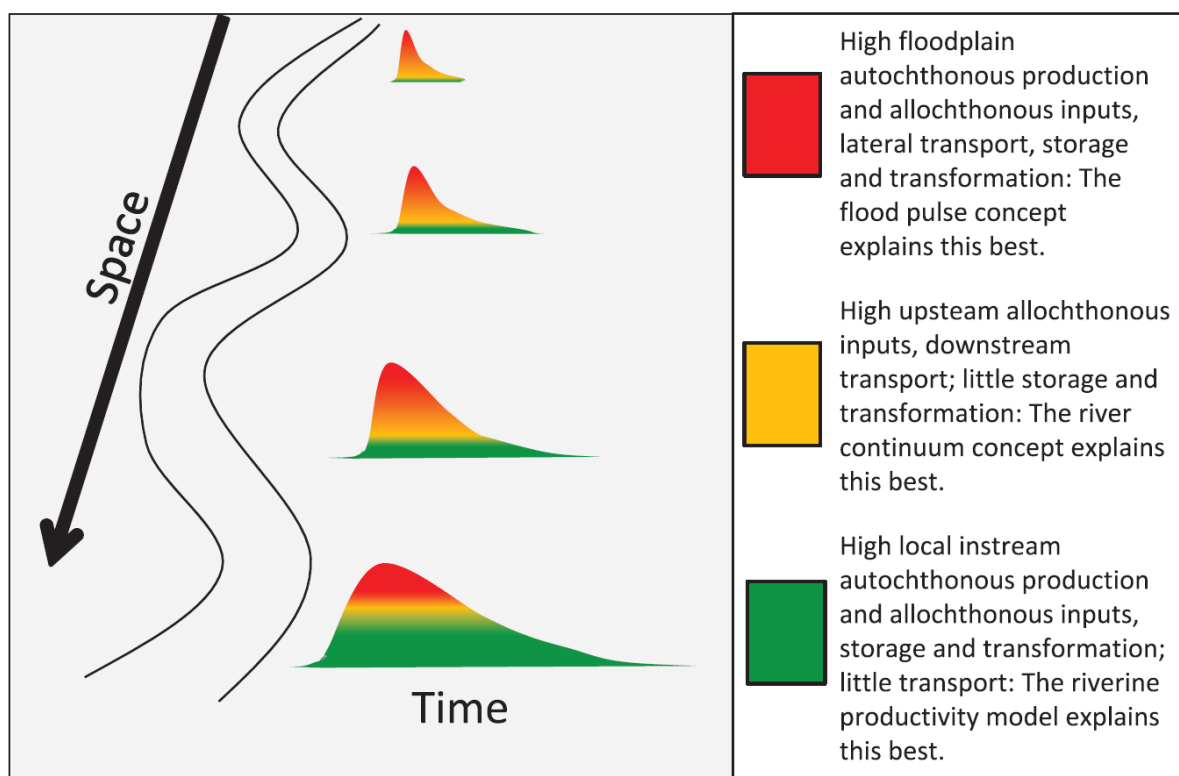 Space
Time
High floodplain
autochthonous production
and allochthonous inputs,
lateral transport, storage
and transformation: The
flood pulse concept
explains this best.
High upsteam allochthonous
inputs, downstream
transport; little storage and
transformation: The river
continuum concept explains
this best.
High local instream
autochthonous production
and allochthonous inputs,
storage and transformation;
little transport: The riverine
productivity model explains
this best.